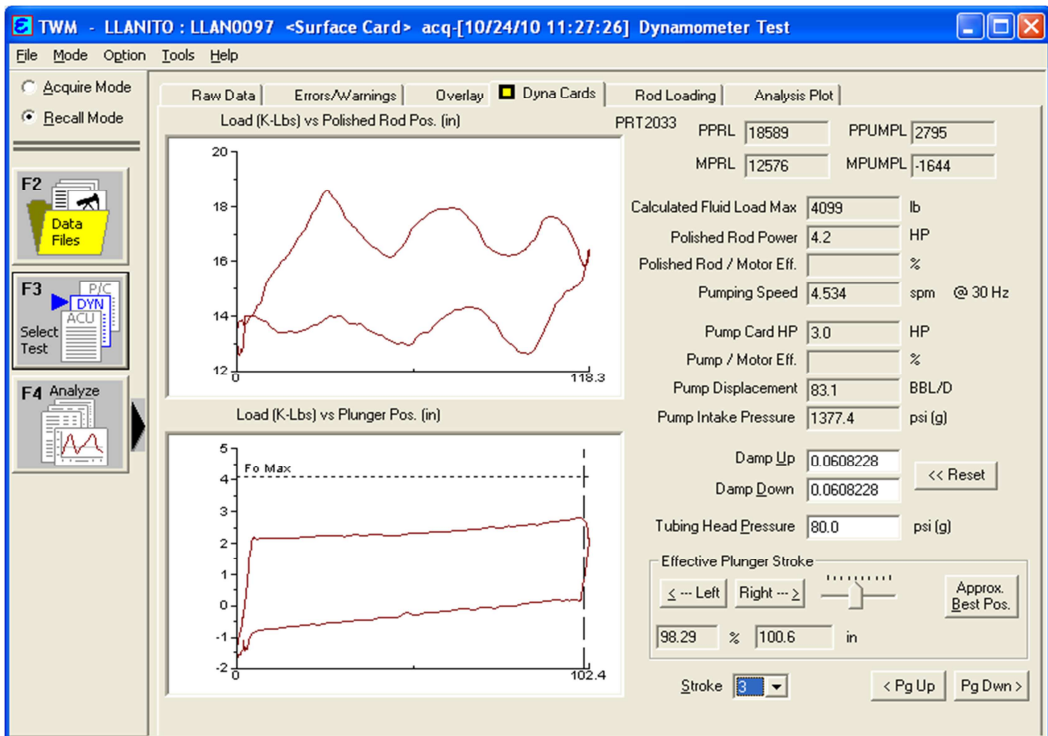 TWM - LLANITO : LLAN0097 <Surface Card> acq-[10/24/10 11:27:26] Dynamometer Test
File Mode Option Tools Help
Acquire Mode
Recall Mode
F2
Data
Files
F3
P/C
DYN
ACU
Select
Test
F4 Analyze
Raw Data
Errors/Warnings
Overlay
Dyna Cards
Rod Loading
Analysis Plot
Load (K-Lbs) vs Polished Rod Pos. (in)
20
18
16
14
12
0
118.3
Load (K-Lbs) vs Plunger Pos. (in)
5
4
3
2
1
0
-1
-2
Fo Max
0
102.4
PRT2033
PPRL 18589
PPUMPL 2795
MPRL 12576
MPUMPL -1644
Calculated Fluid Load Max 4099 lb
Polished Rod Power 4.2 HP
Polished Rod / Motor Eff. %
Pumping Speed 4.534 spm @ 30 Hz
Pump Card HP 3.0 HP
Pump / Motor Eff. %
Pump Displacement 83.1 BBL/D
Pump Intake Pressure 1377.4 psi (g)
Damp Up 0.0608228
Damp Down 0.0608228
<< Reset
Tubing Head Pressure 80.0 psi (g)
Effective Plunger Stroke
< --- Left
Right --- >
Approx.
Best Pos.
98.29 % 100.6 in
Stroke 3
< Pg Up
Pg Dwn >